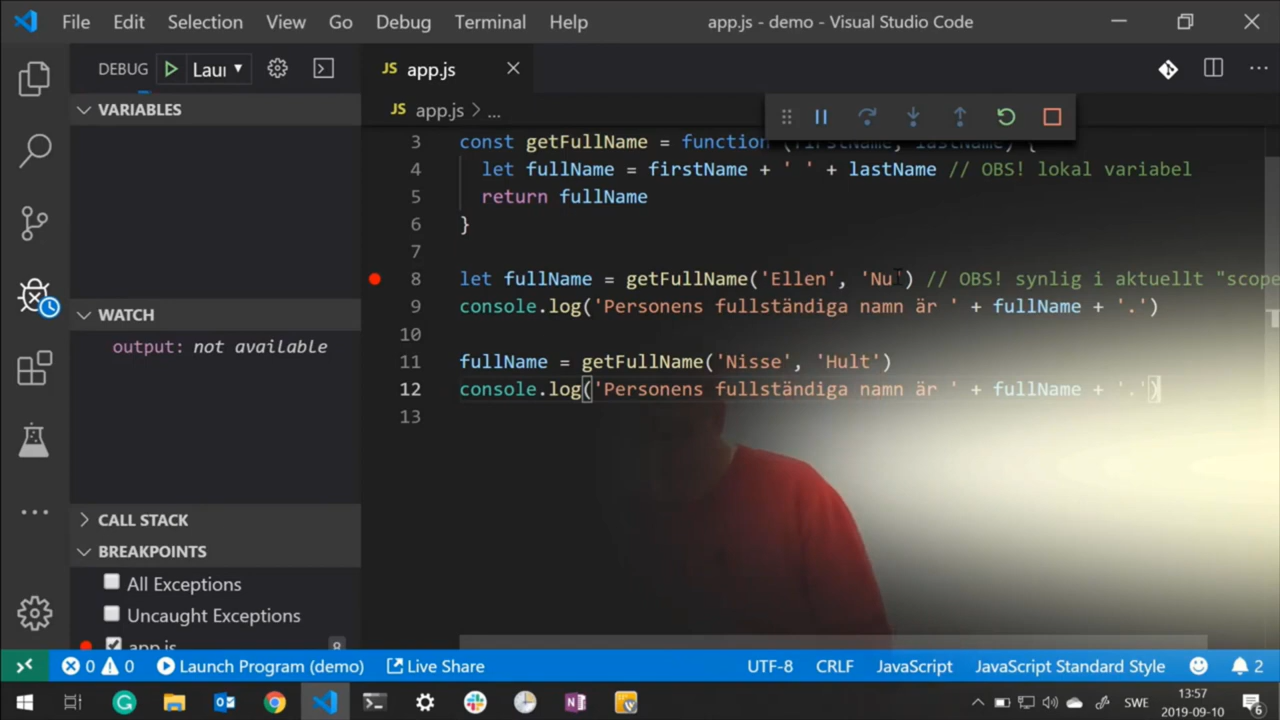 File Edit Selection View Go Debug Terminal Help app.js - demo - Visual Studio Code
DEBUG Lau
JS app.js
VARIABLES
JS app.js > ...
3 const getFullName = function (firstName, lastName) {
4 let fullName = firstName + ' ' + lastName // OBS! lokal variabel
5 return fullName
6 }
7
8 let fullName = getFullName('Ellen', 'Nu ') // OBS! synlig i aktuellt "scope
9 console.log('Personens fullständiga namn är ' + fullName + '.')
10
11 fullName = getFullName('Nisse', 'Hult')
12 console.log('Personens fullständiga namn är ' + fullName + '.')
13
WATCH
output: not available
CALL STACK
BREAKPOINTS
All Exceptions
Uncaught Exceptions
app.js 8
0 0 Launch Program (demo) Live Share UTF-8 CRLF JavaScript JavaScript Standard Style 2
SWE
13:57
2019-09-10
6